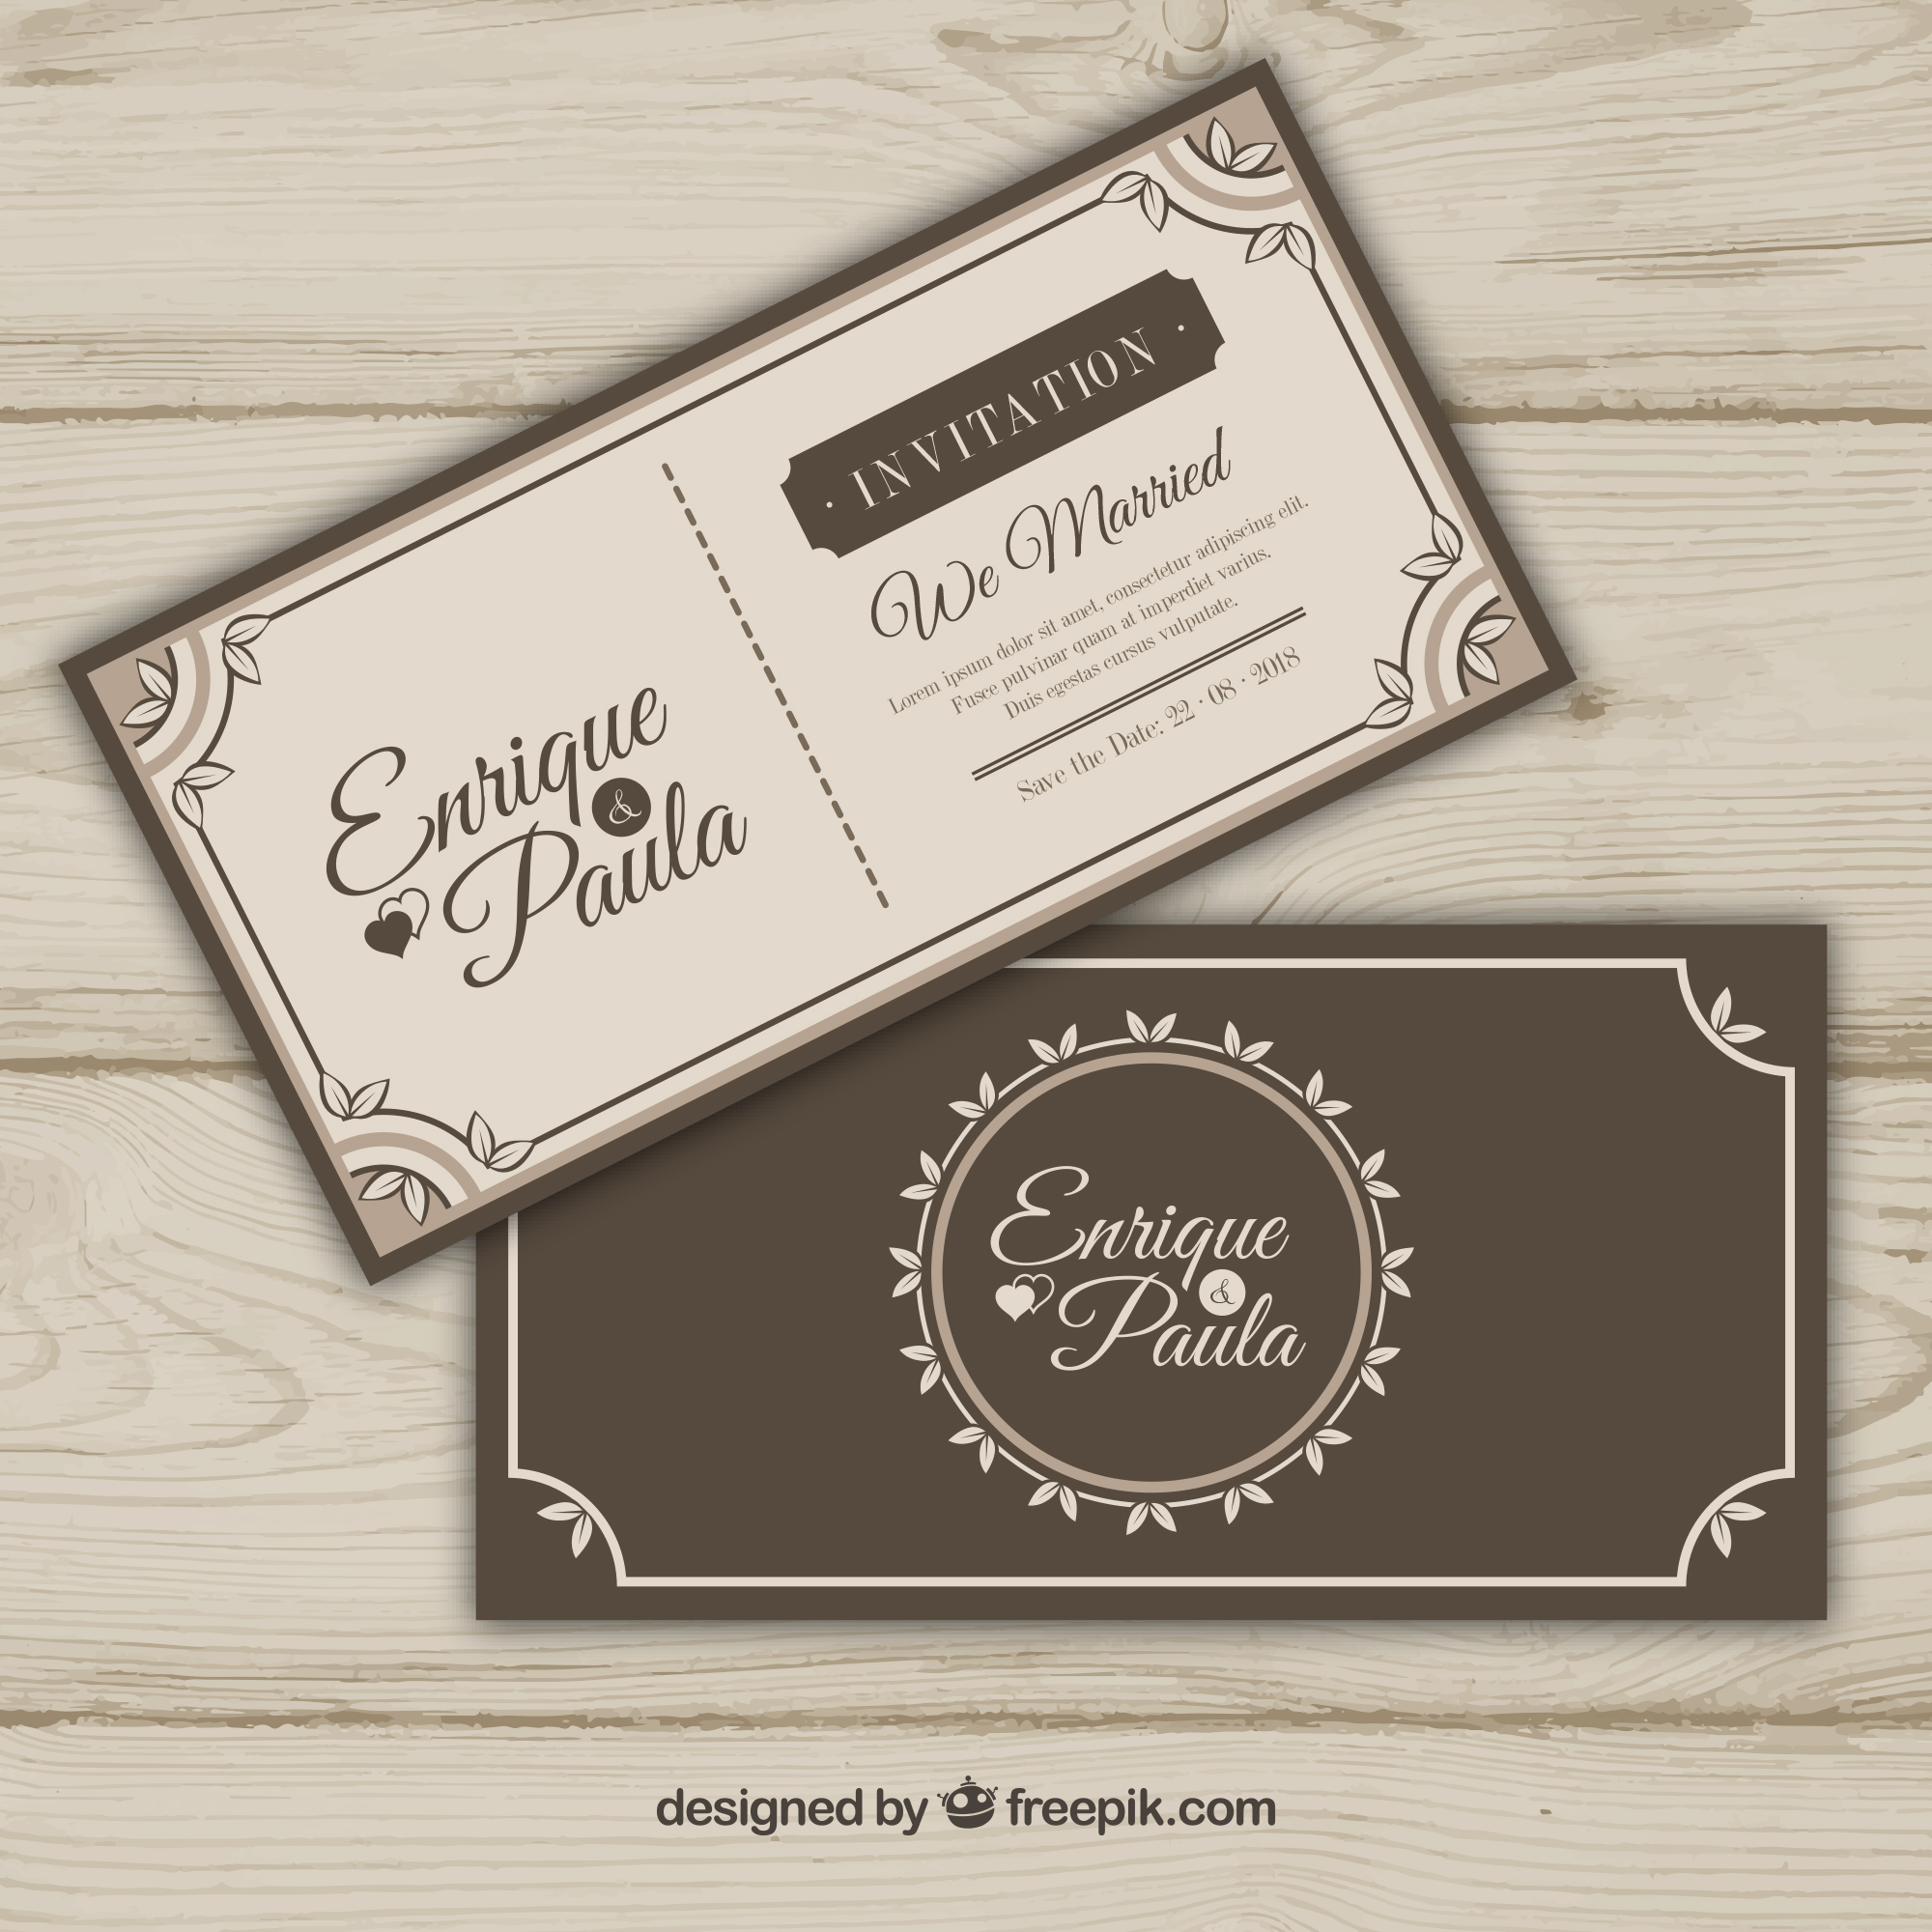 Enrique
&
Paula
· INVITATION ·
We Married
Lorem ipsum dolor sit amet, consectetur adipiscing elit.
Fusce pulvinar quam at imperdiet varius.
Duis egestas cursus vulputate.
Save the Date: 22 · 08 · 2018
Enrique
&
Paula
designed by freepik.com